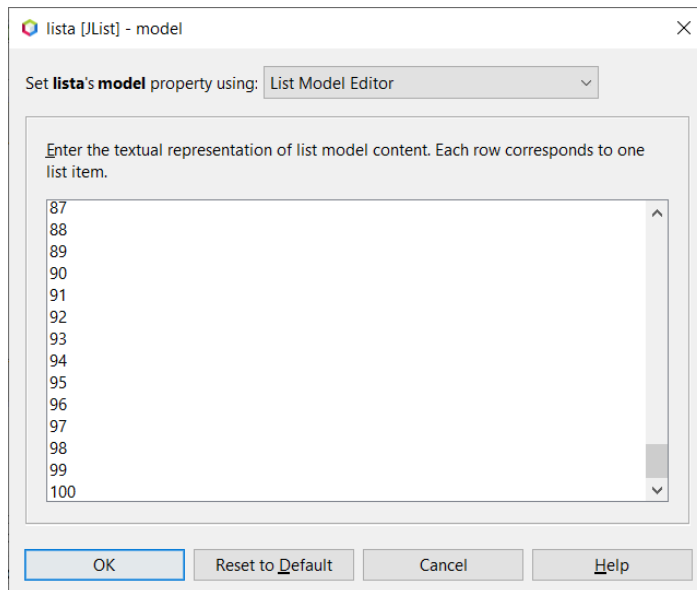 lista [JList] - model
Set lista's model property using: List Model Editor
Enter the textual representation of list model content. Each row corresponds to one
list item.
87
88
89
90
91
92
93
94
95
96
97
98
99
100
OK Reset to Default Cancel Help